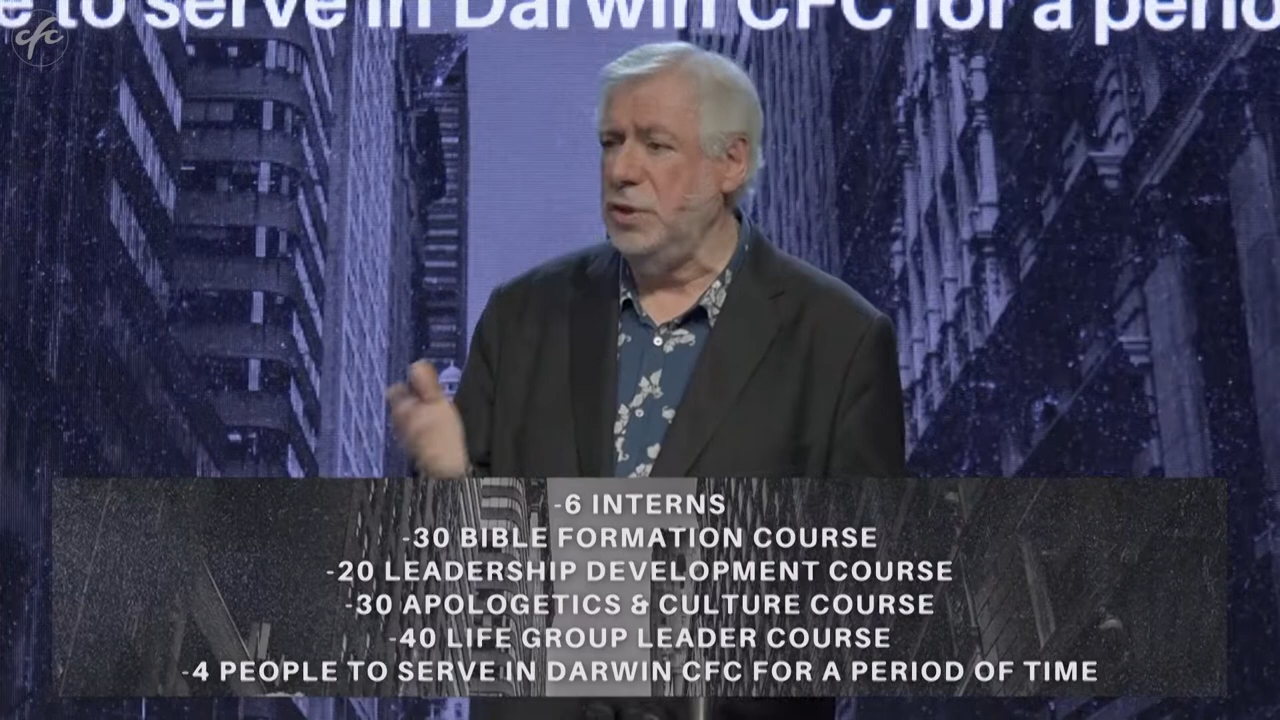 e to serve in Darwin CFC for a perio
cfc
-6 INTERNS
-30 BIBLE FORMATION COURSE
-20 LEADERSHIP DEVELOPMENT COURSE
-30 APOLOGETICS & CULTURE COURSE
-40 LIFE GROUP LEADER COURSE
-4 PEOPLE TO SERVE IN DARWIN CFC FOR A PERIOD OF TIME